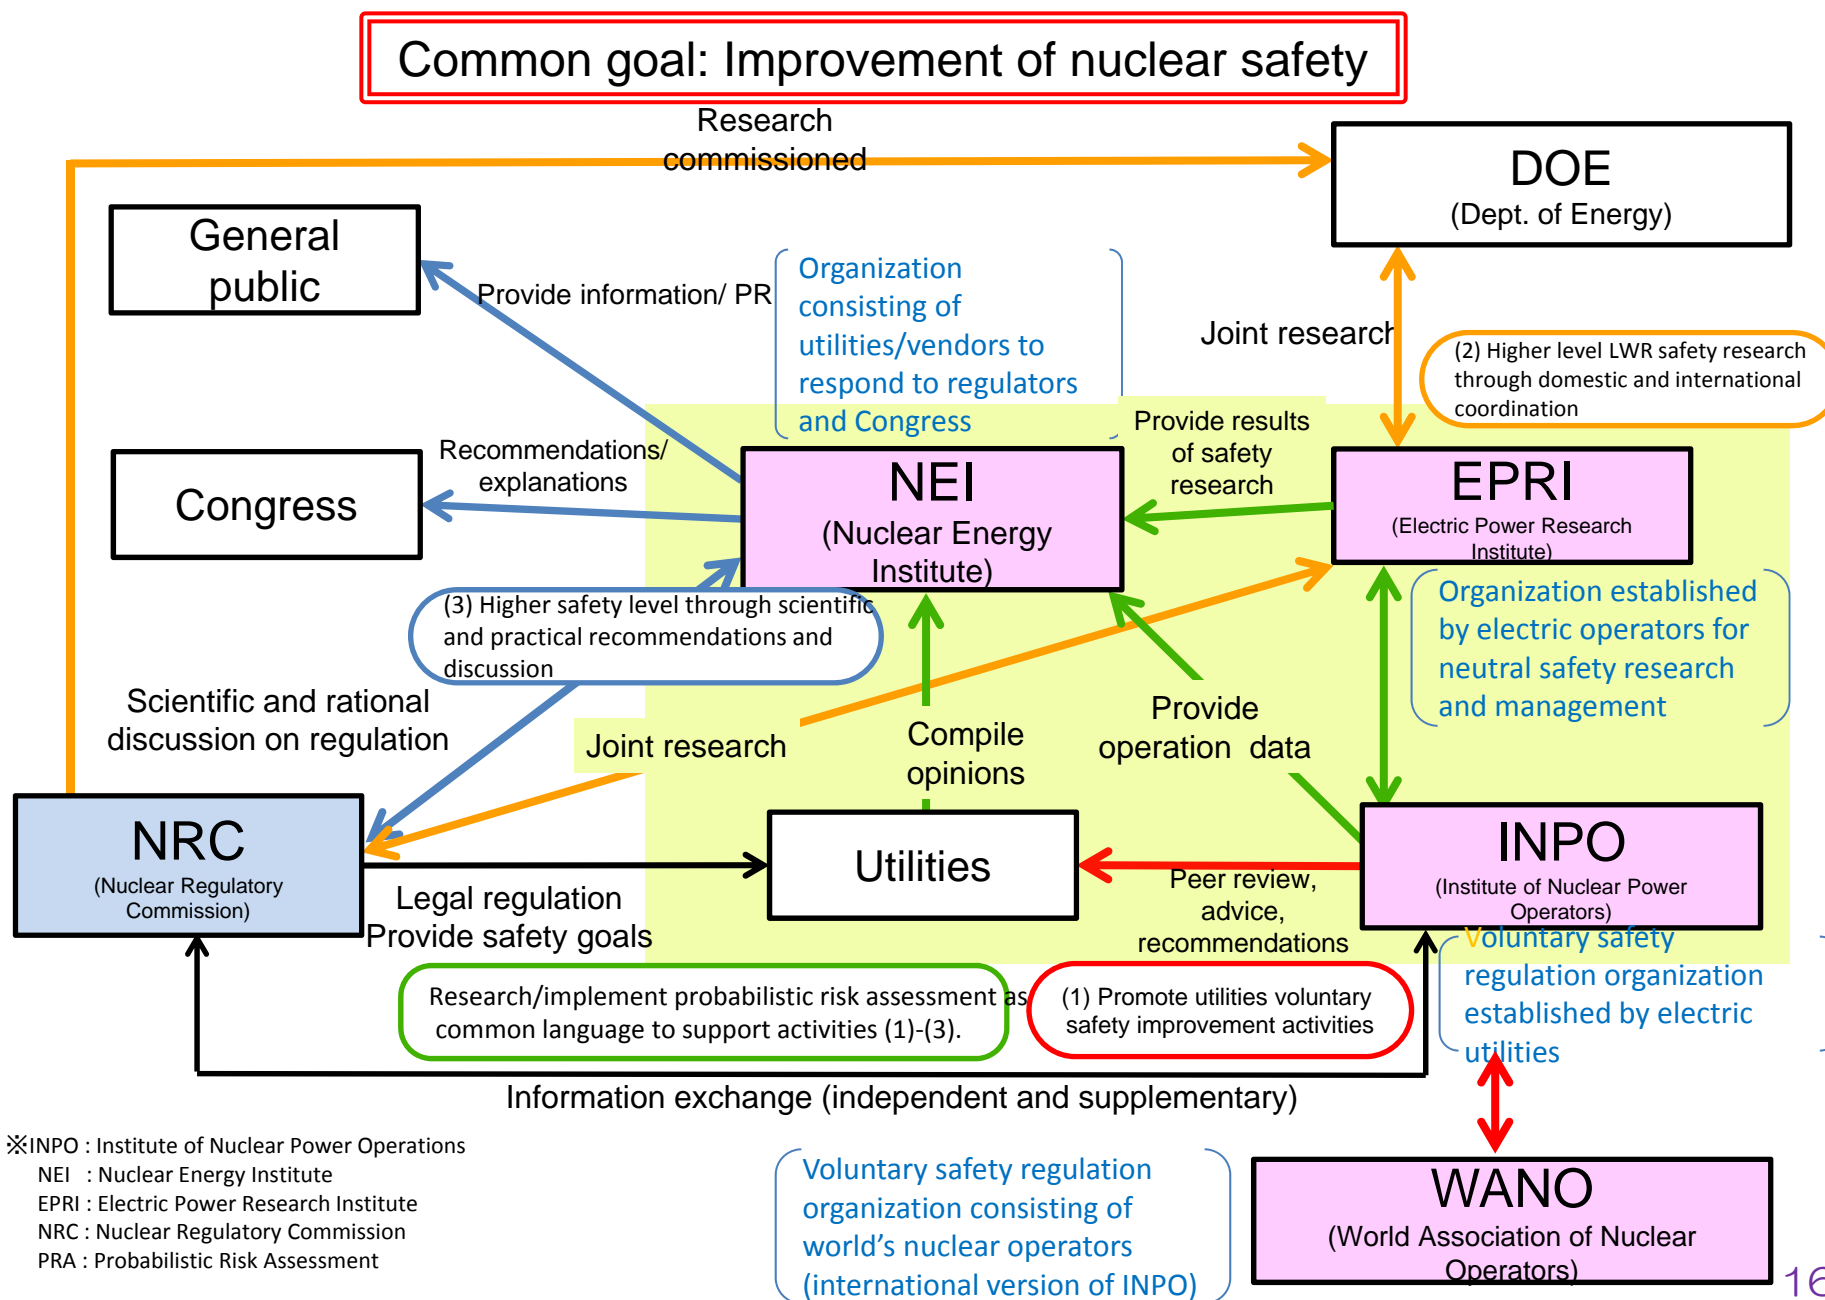 Common goal: Improvement of nuclear safety
Research
commissioned
DOE
(Dept. of Energy)
General
public
Provide information/ PR
Organization
consisting of
utilities/vendors to
respond to regulators
and Congress
Joint research
(2) Higher level LWR safety research
through domestic and international
coordination
Provide results
of safety
research
Recommendations/
explanations
Congress
NEI
(Nuclear Energy
Institute)
EPRI
(Electric Power Research
Institute)
(3) Higher safety level through scientific
and practical recommendations and
discussion
Organization established
by electric operators for
neutral safety research
and management
Scientific and rational
discussion on regulation
Joint research
Compile
opinions
Provide
operation  data
NRC
(Nuclear Regulatory
Commission)
Utilities
INPO
(Institute of Nuclear Power
Operators)
Legal regulation
Provide safety goals
Peer review,
advice,
recommendations
Voluntary safety
regulation organization
established by electric
utilities
Research/implement probabilistic risk assessment as
common language to support activities (1)-(3).
(1) Promote utilities voluntary
safety improvement activities
Information exchange (independent and supplementary)
※INPO : Institute of Nuclear Power Operations
NEI : Nuclear Energy Institute
EPRI : Electric Power Research Institute
NRC : Nuclear Regulatory Commission
PRA : Probabilistic Risk Assessment
Voluntary safety regulation
organization consisting of
world's nuclear operators
(international version of INPO)
WANO
(World Association of Nuclear
Operators)
16